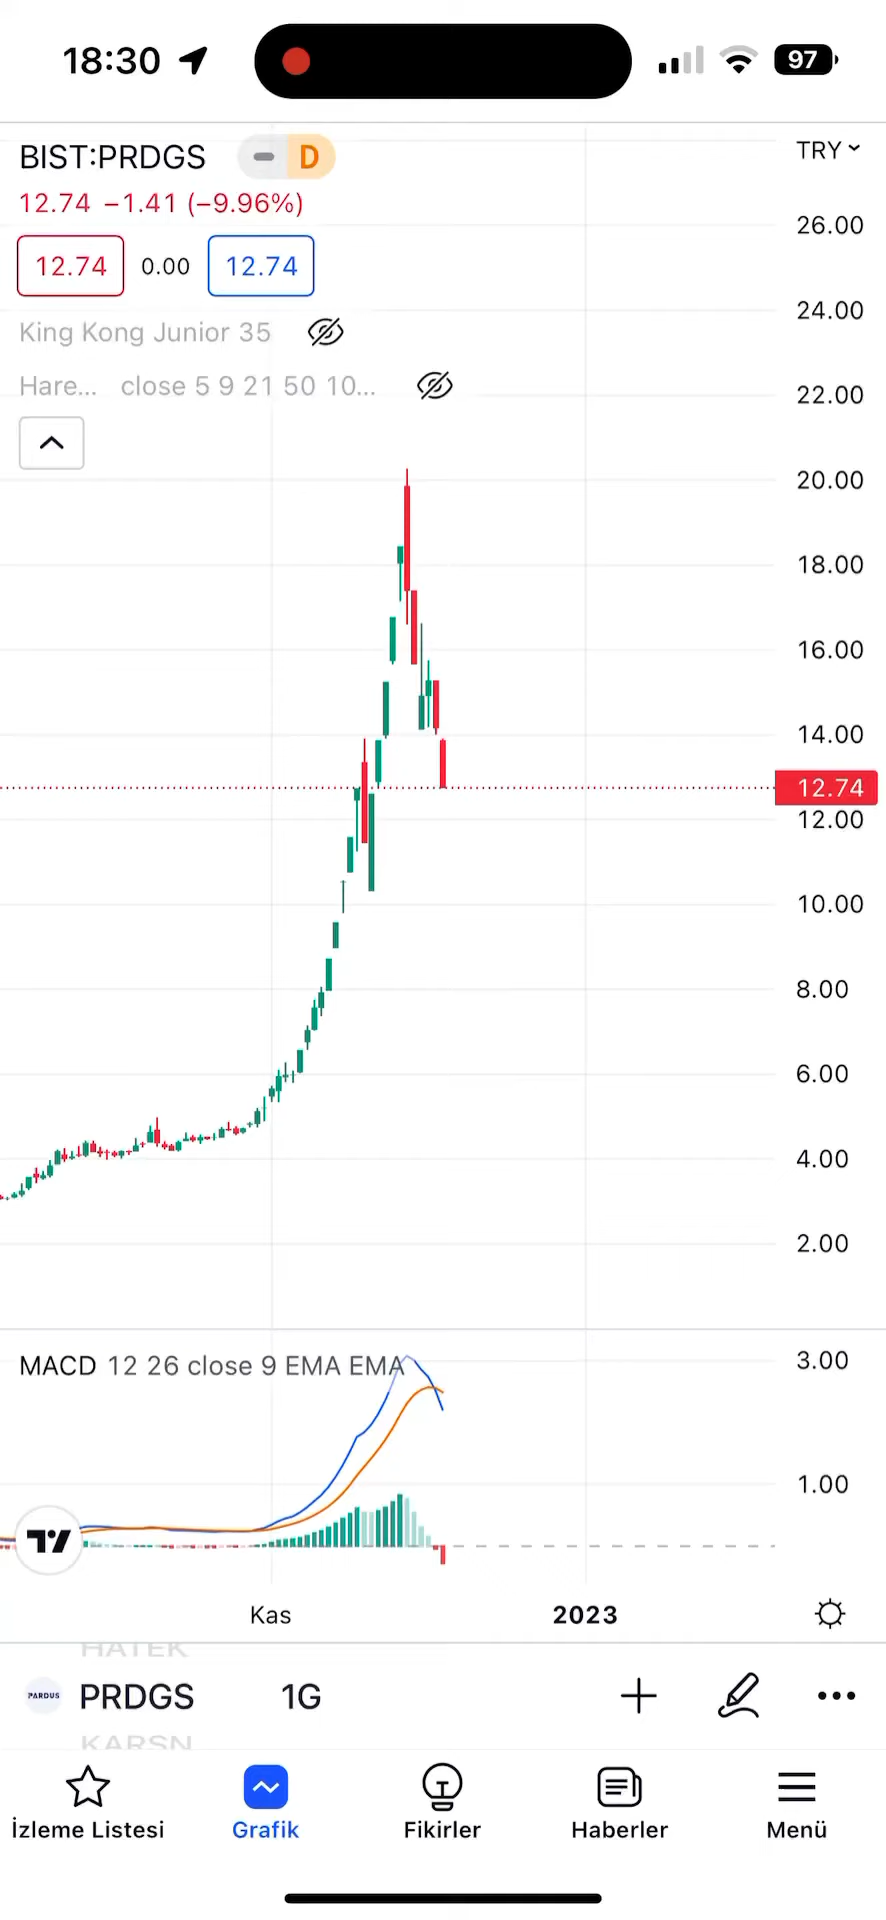 18:30
97
BIST:PRDGS
D
TRY
12.74 −1.41 (−9.96%)
12.74
0.00
12.74
King Kong Junior 35
Hare... close 5 9 21 50 10...
26.00
24.00
22.00
20.00
18.00
16.00
14.00
12.74
12.00
10.00
8.00
6.00
4.00
2.00
MACD 12 26 close 9 EMA EMA
3.00
1.00
Kas
2023
HATEK
PARDUS
PRDGS
1G
KARSN
İzleme Listesi
Grafik
Fikirler
Haberler
Menü